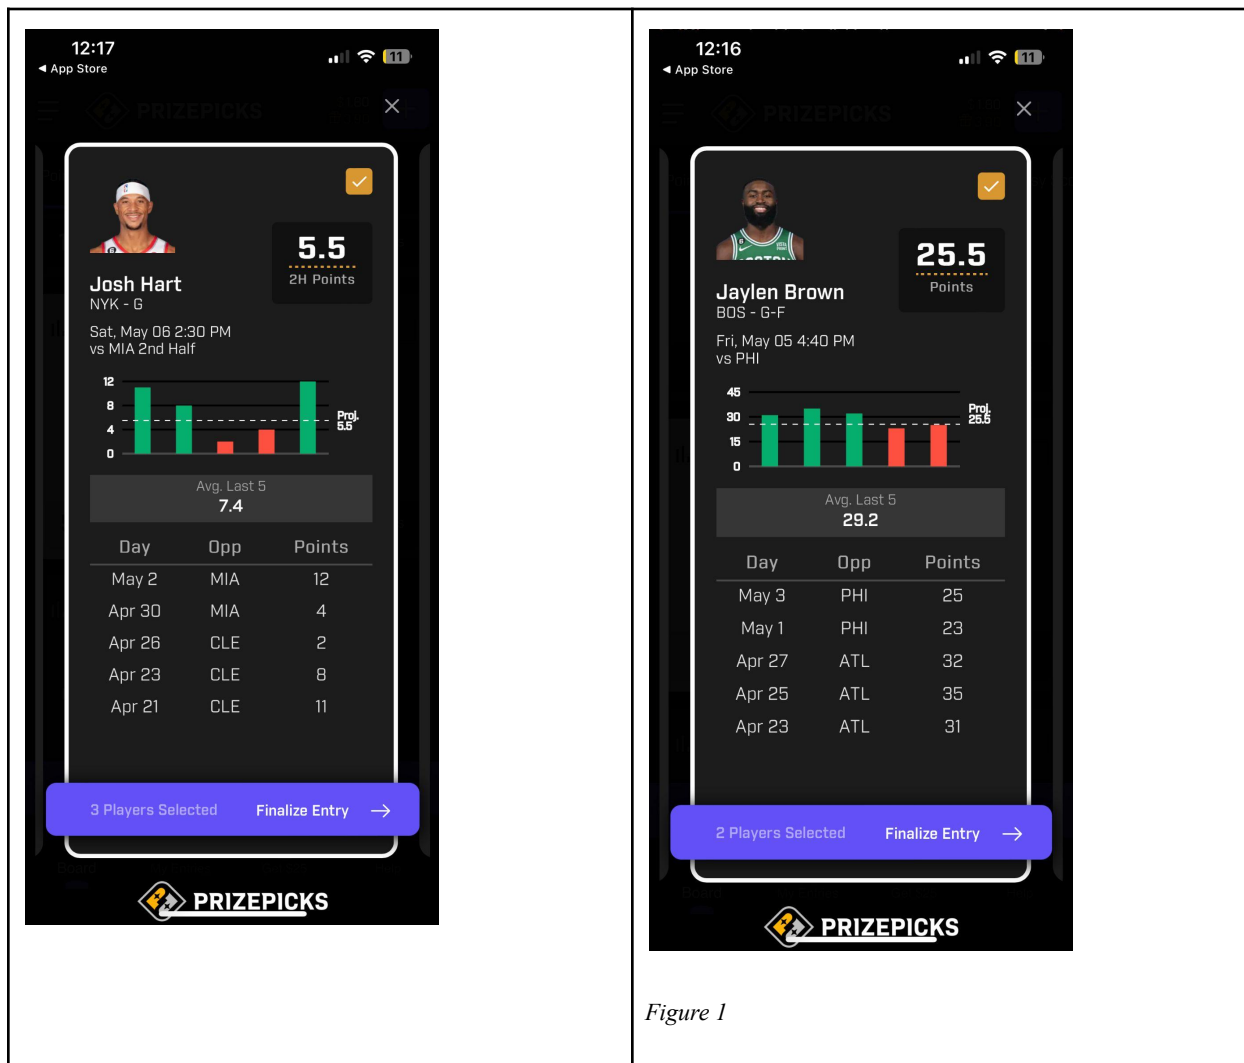 12:17
11
◀ App Store
PRIZEPICKS
Josh Hart
NYK - G
5.5
2H Points
Sat, May 06 2:30 PM
vs MIA 2nd Half
12
8
4
0
Proj.
5.5
Avg. Last 5
7.4
Day Opp Points
May 2 MIA 12
Apr 30 MIA 4
Apr 26 CLE 2
Apr 23 CLE 8
Apr 21 CLE 11
3 Players Selected Finalize Entry →
Board
PRIZEPICKS
12:16
11
◀ App Store
PRIZEPICKS
25.5
Points
Jaylen Brown
BOS - G-F
Fri, May 05 4:40 PM
vs PHI
45
30
15
0
Proj.
25.5
Avg. Last 5
29.2
Day Opp Points
May 3 PHI 25
May 1 PHI 23
Apr 27 ATL 32
Apr 25 ATL 35
Apr 23 ATL 31
2 Players Selected Finalize Entry →
Board
PRIZEPICKS
Figure 1